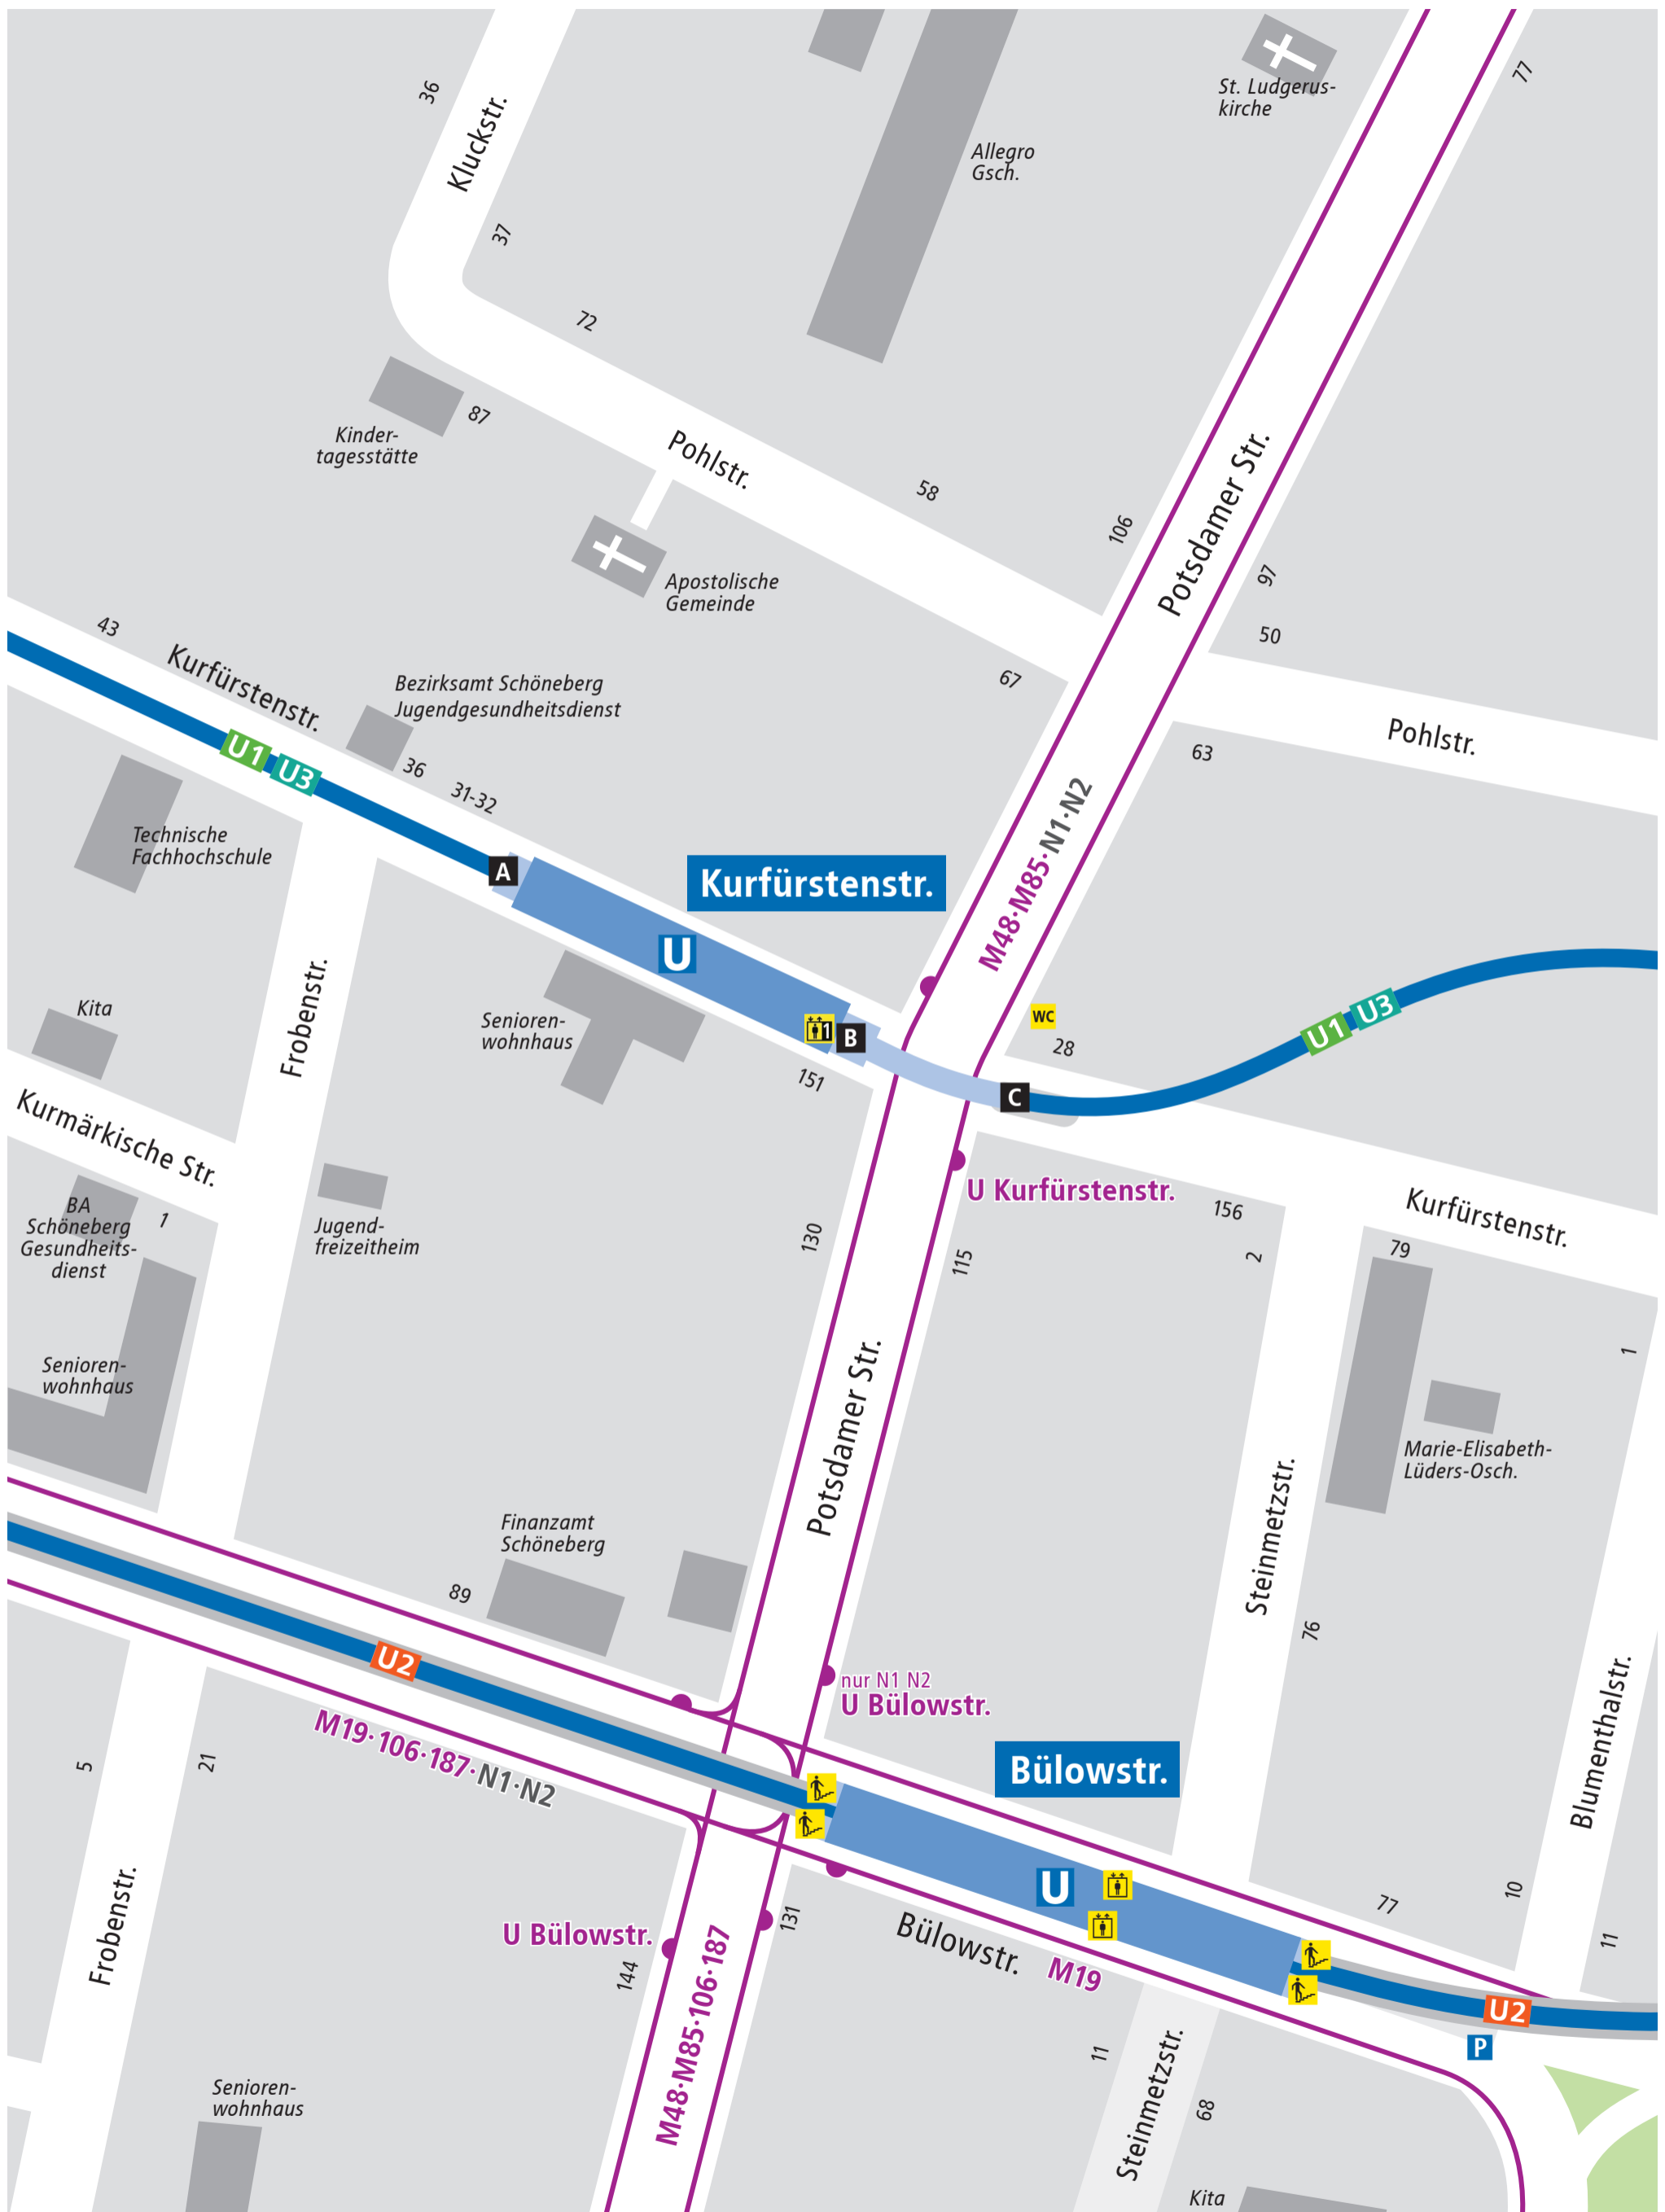 36
Kluckstr.
37
St. Ludgerus-
kirche
77
Allegro
Gsch.
72
Kinder-
tagesstätte
87
Pohlstr.
58
106
Potsdamer Str.
97
50
Apostolische
Gemeinde
67
63
Pohlstr.
43
Kurfürstenstr.
Bezirksamt Schöneberg
Jugendgesundheitsdienst
U1 U3
36
31-32
Technische
Fachhochschule
A
Kurfürstenstr.
U
M48·M85·N1·N2
Frobenstr.
Kita
Senioren-
wohnhaus
1
B
151
WC
28
U1 U3
C
Kurmärkische Str.
U Kurfürstenstr.
BA
Schöneberg
Gesundheits-
dienst
1
Jugend-
freizeitheim
130
115
156
2
Kurfürstenstr.
79
1
Senioren-
wohnhaus
Potsdamer Str.
Marie-Elisabeth-
Lüders-Osch.
Steinmetzstr.
76
Finanzamt
Schöneberg
89
U2
nur N1 N2
U Bülowstr.
M19·106·187·N1·N2
5
21
Bülowstr.
Blumenthalstr.
U
Frobenstr.
U Bülowstr.
144
131
M48·M85·106·187
Bülowstr.
M19
77
10
11
U2
P
11
Steinmetzstr.
68
Senioren-
wohnhaus
Kita